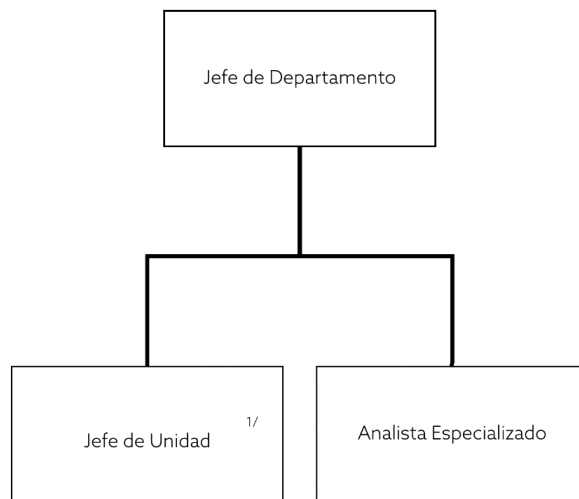 Jefe de Departamento
Jefe de Unidad 1/
Analista Especializado